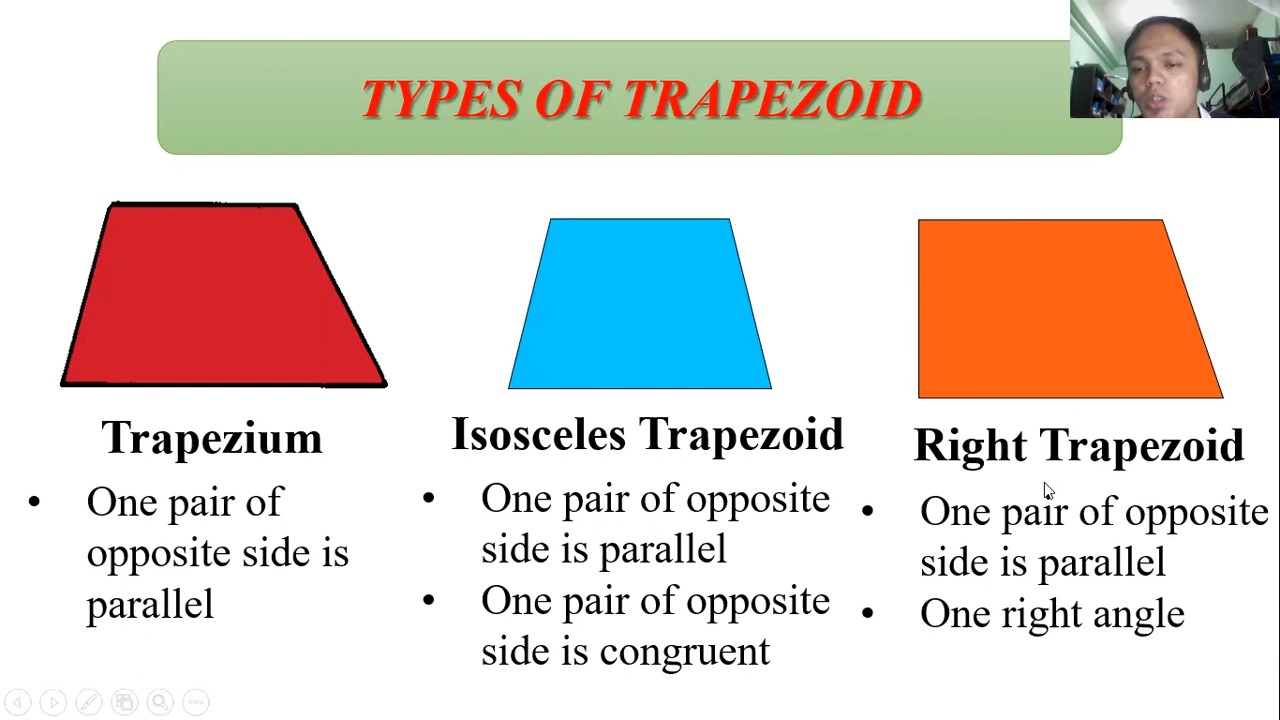 TYPES OF TRAPEZOID
Trapezium
• One pair of
opposite side is
parallel
Isosceles Trapezoid
• One pair of opposite
side is parallel
• One pair of opposite
side is congruent
Right Trapezoid
• One pair of opposite
side is parallel
• One right angle